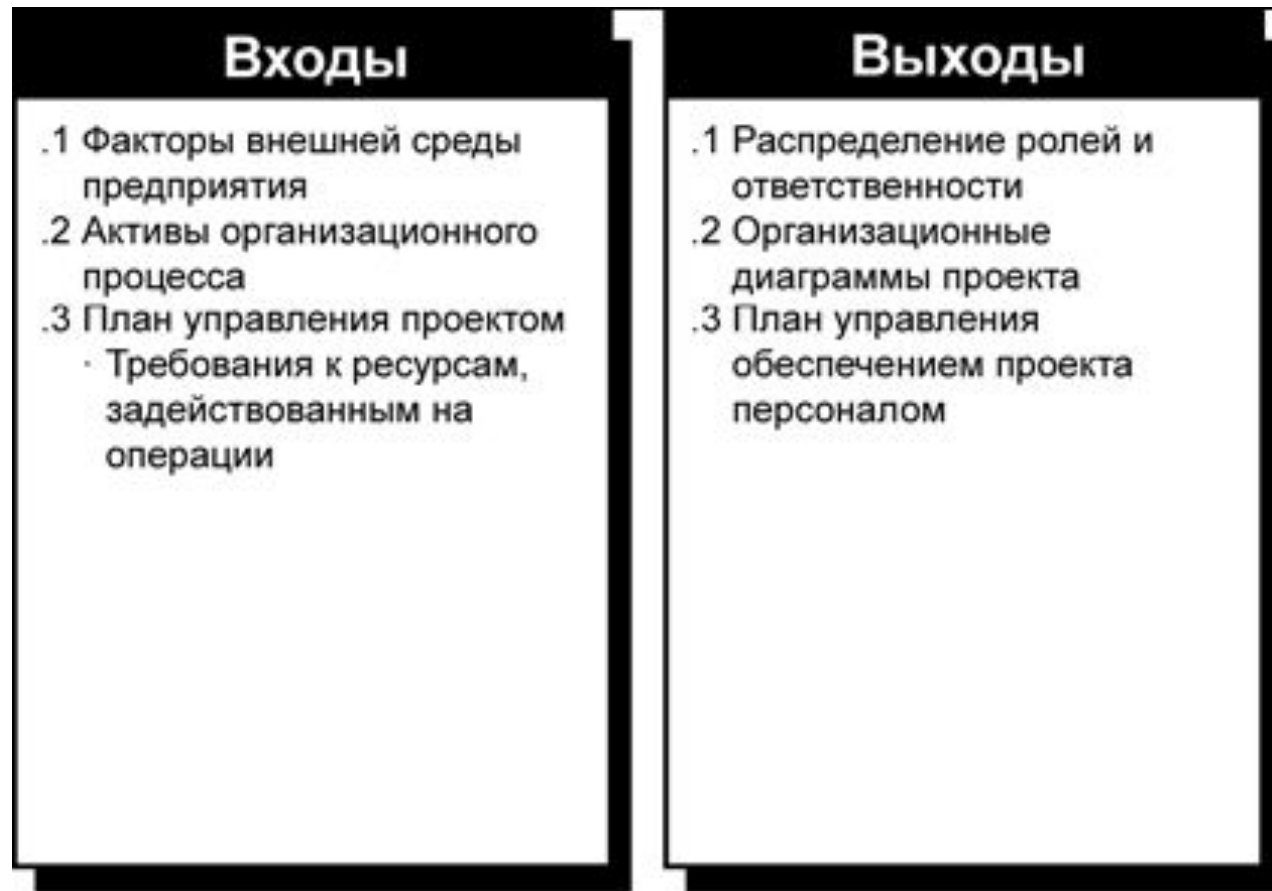 Входы
.1 Факторы внешней среды
предприятия
.2 Активы организационного
процесса
.3 План управления проектом
· Требования к ресурсам,
задействованным на
операции
Выходы
.1 Распределение ролей и
ответственности
.2 Организационные
диаграммы проекта
.3 План управления
обеспечением проекта
персоналом